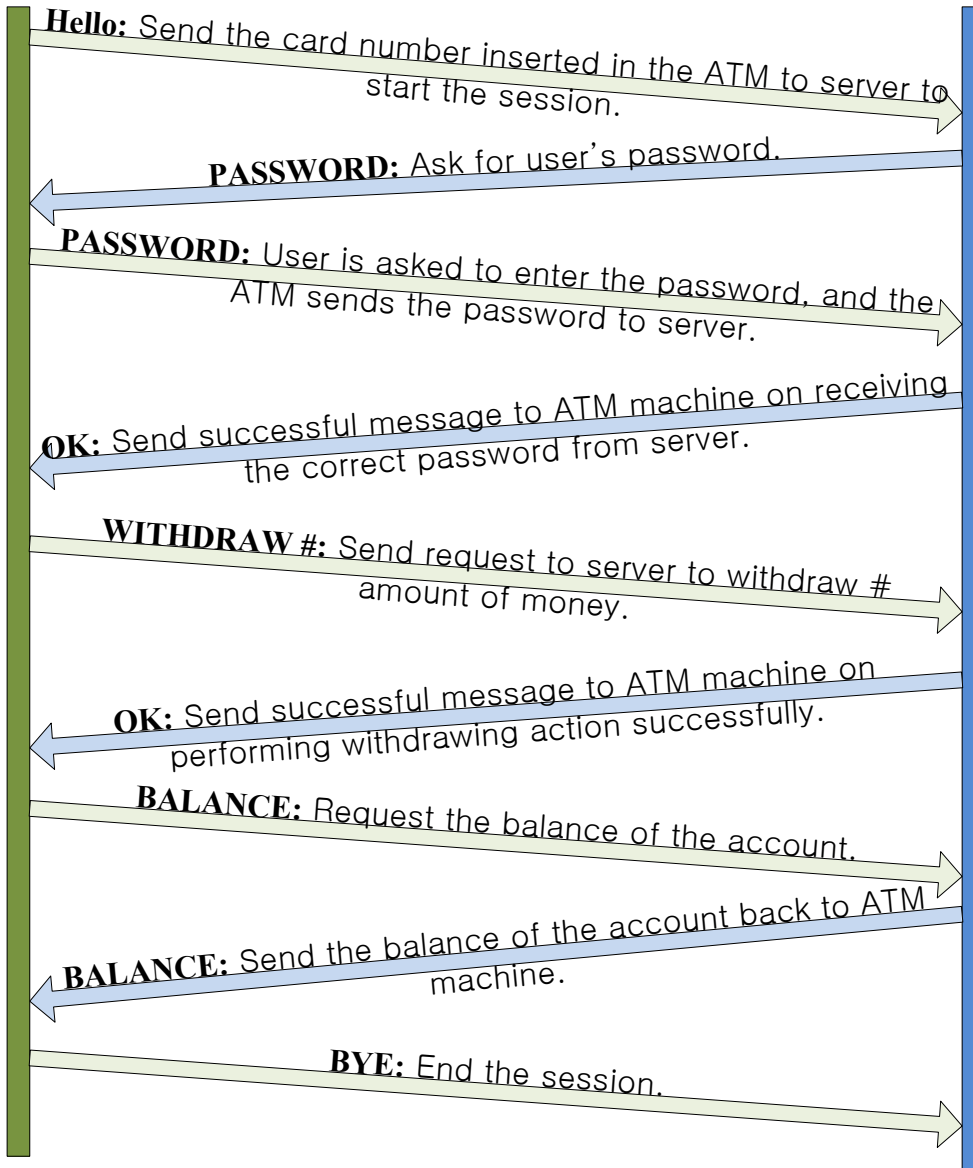 Hello: Send the card number inserted in the ATM to server to
start the session.
PASSWORD: Ask for user's password.
PASSWORD: User is asked to enter the password, and the
ATM sends the password to server.
OK: Send successful message to ATM machine on receiving
the correct password from server.
WITHDRAW #: Send request to server to withdraw #
amount of money.
OK: Send successful message to ATM machine on
performing withdrawing action successfully.
BALANCE: Request the balance of the account.
BALANCE: Send the balance of the account back to ATM
machine.
BYE: End the session.